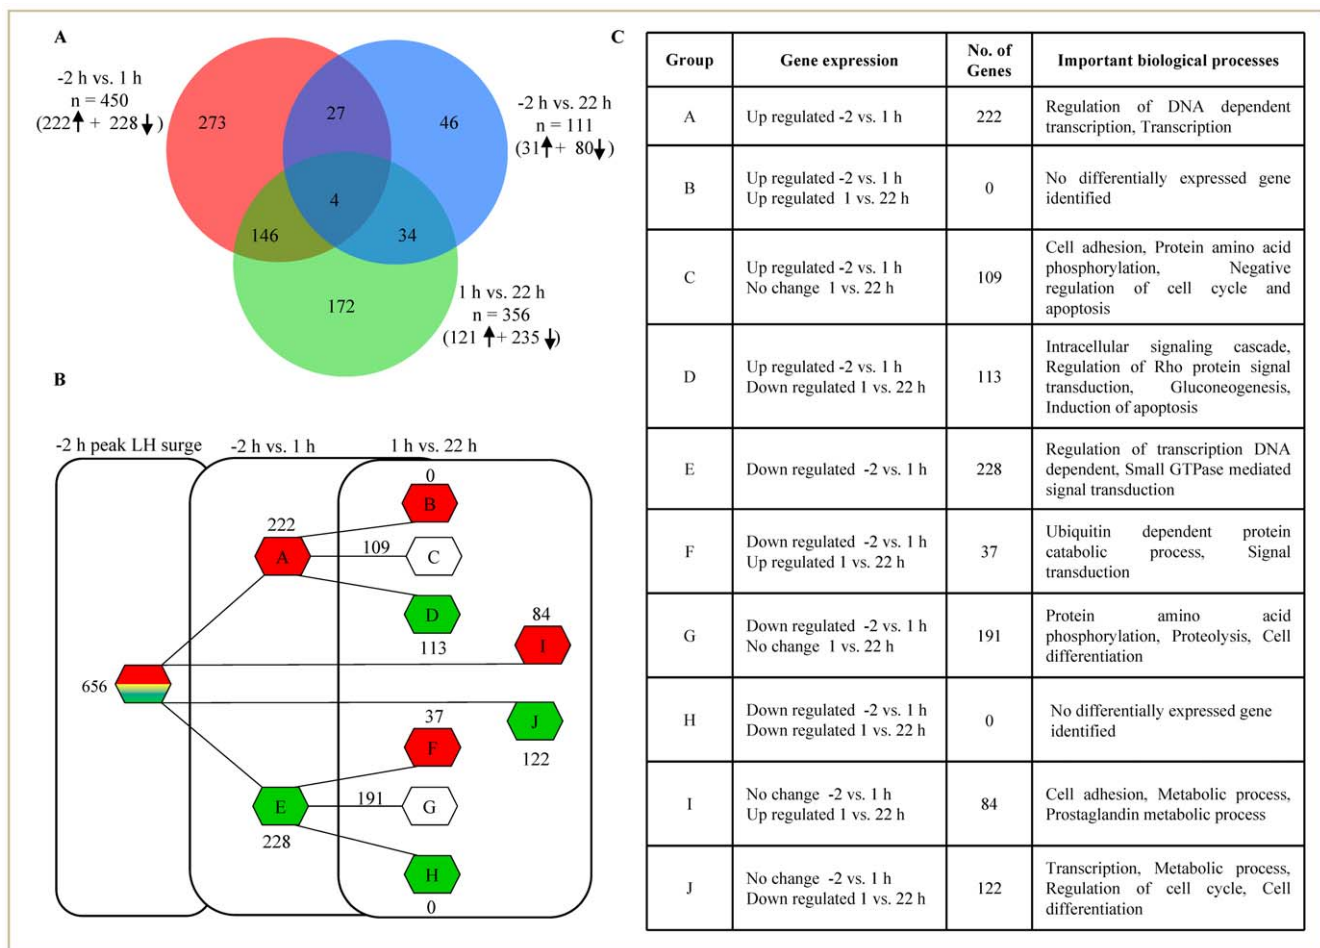 A
-2 h vs. 1 h
n = 450
(222↑ + 228↓)
273
27
46
4
146
34
172
-2 h vs. 22 h
n = 111
(31↑+ 80↓)
1 h vs. 22 h
n = 356
(121 ↑+ 235 ↓)
B
-2 h peak LH surge
-2 h vs. 1 h
1 h vs. 22 h
0
B
222
A
109
C
D
113
84
I
656
J
122
37
F
E
228
191
G
H
0
C
Group
Gene expression
No. of
Genes
Important biological processes
A
Up regulated -2 vs. 1 h
222
Regulation of DNA dependent
transcription, Transcription
B
Up regulated -2 vs. 1 h
Up regulated 1 vs. 22 h
0
No differentially expressed gene
identified
C
Up regulated -2 vs. 1 h
No change 1 vs. 22 h
109
Cell adhesion, Protein amino acid
phosphorylation, Negative
regulation of cell cycle and
apoptosis
D
Up regulated -2 vs. 1 h
Down regulated 1 vs. 22 h
113
Intracellular signaling cascade,
Regulation of Rho protein signal
transduction, Gluconeogenesis,
Induction of apoptosis
E
Down regulated -2 vs. 1 h
228
Regulation of transcription DNA
dependent, Small GTPase mediated
signal transduction
F
Down regulated -2 vs. 1 h
Up regulated 1 vs. 22 h
37
Ubiquitin dependent protein
catabolic process, Signal
transduction
G
Down regulated -2 vs. 1 h
No change 1 vs. 22 h
191
Protein amino acid
phosphorylation, Proteolysis, Cell
differentiation
H
Down regulated -2 vs. 1 h
Down regulated 1 vs. 22 h
0
No differentially expressed gene
identified
I
No change -2 vs. 1 h
Up regulated 1 vs. 22 h
84
Cell adhesion, Metabolic process,
Prostaglandin metabolic process
J
No change -2 vs. 1 h
Down regulated 1 vs. 22 h
122
Transcription, Metabolic process,
Regulation of cell cycle, Cell
differentiation